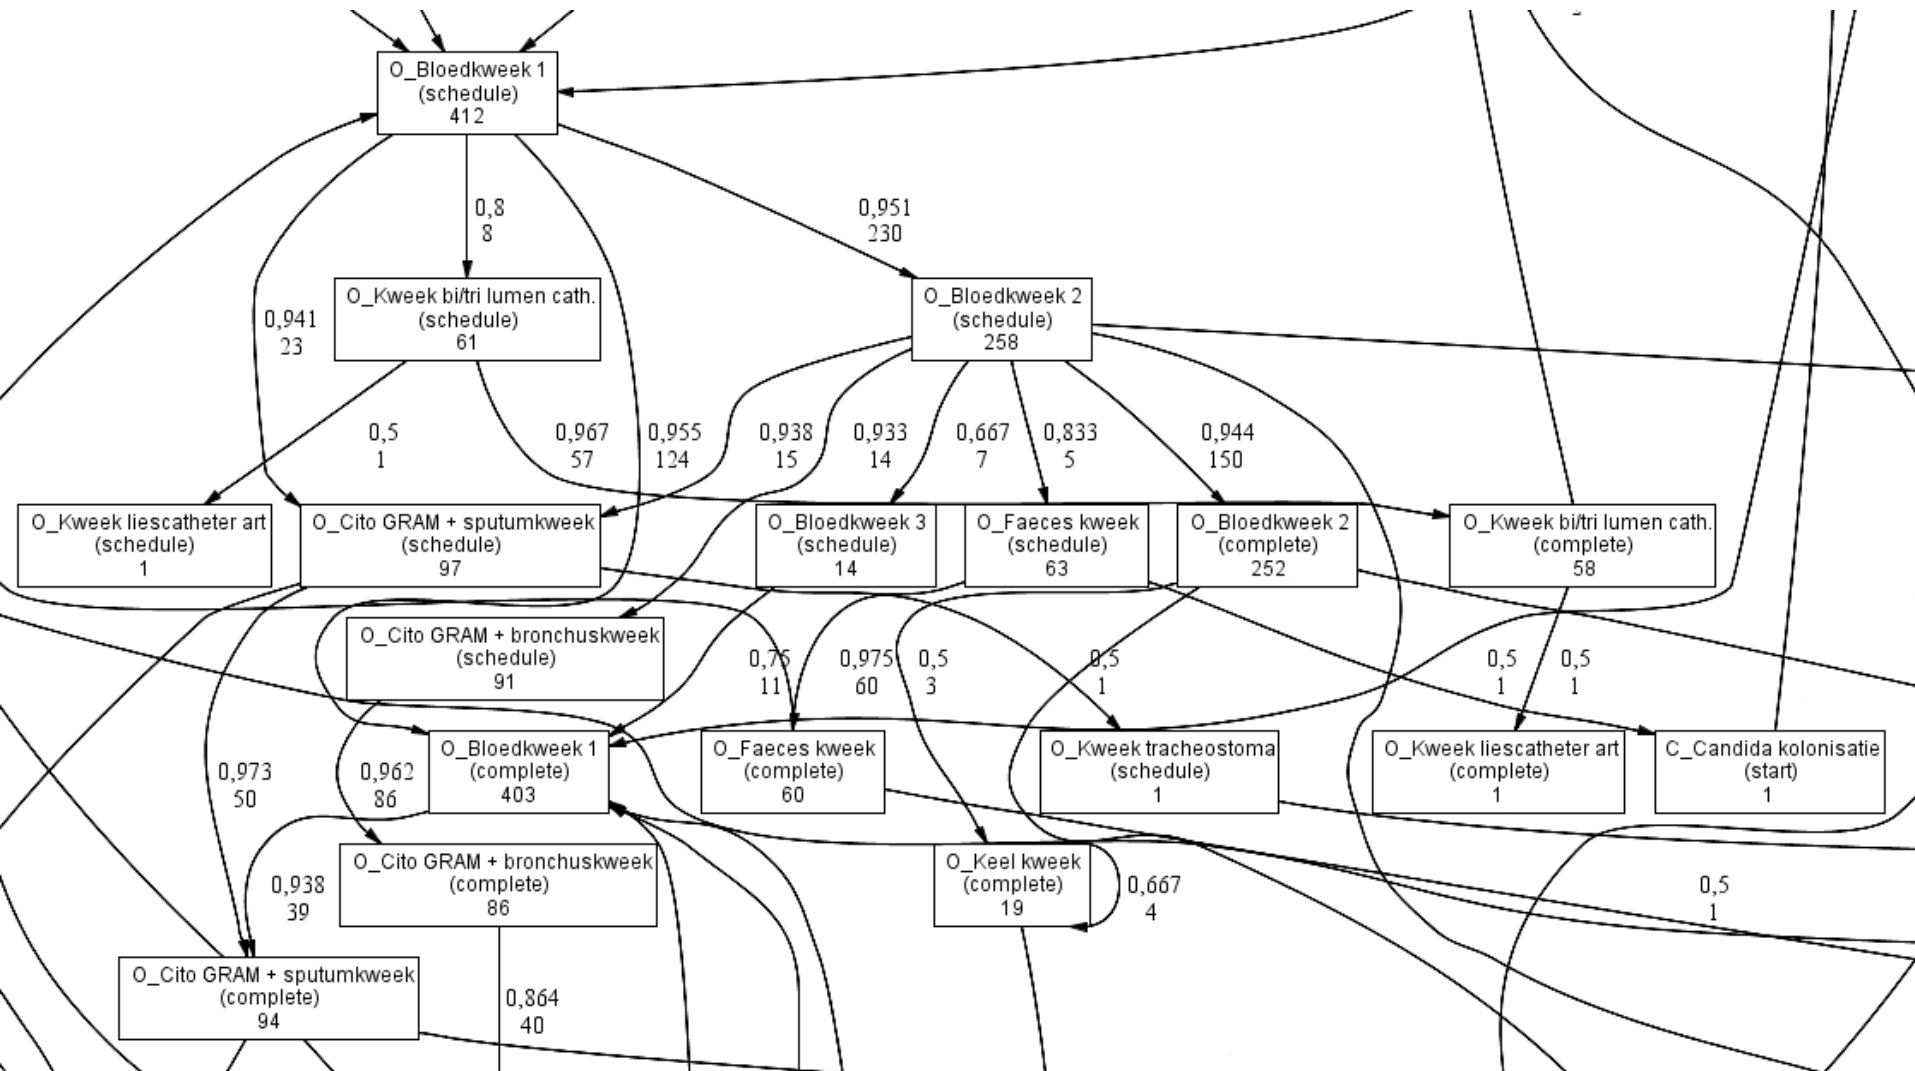 O_Bloedkweek 1
(schedule)
412
0,8
8
0,951
230
O_Kweek bi/tri lumen cath.
(schedule)
61
O_Bloedkweek 2
(schedule)
258
0,941
23
0,5
1
0,967
57
0,955
124
0,938
15
0,933
14
0,667
7
0,833
5
0,944
150
O_Kweek liescatheter art
(schedule)
1
O_Cito GRAM + sputumkweek
(schedule)
97
O_Bloedkweek 3
(schedule)
14
O_Faeces kweek
(schedule)
63
O_Bloedkweek 2
(complete)
252
O_Kweek bi/tri lumen cath.
(complete)
58
O_Cito GRAM + bronchuskweek
(schedule)
91
0,75
11
0,975
60
0,5
3
0,5
1
0,5
1
0,5
1
O_Bloedkweek 1
(complete)
403
O_Faeces kweek
(complete)
60
O_Kweek tracheostoma
(schedule)
1
O_Kweek liescatheter art
(complete)
1
C_Candida kolonisatie
(start)
1
0,973
50
0,962
86
O_Cito GRAM + bronchuskweek
(complete)
86
O_Keel kweek
(complete)
19
0,938
39
0,667
4
0,5
1
O_Cito GRAM + sputumkweek
(complete)
94
0,864
40